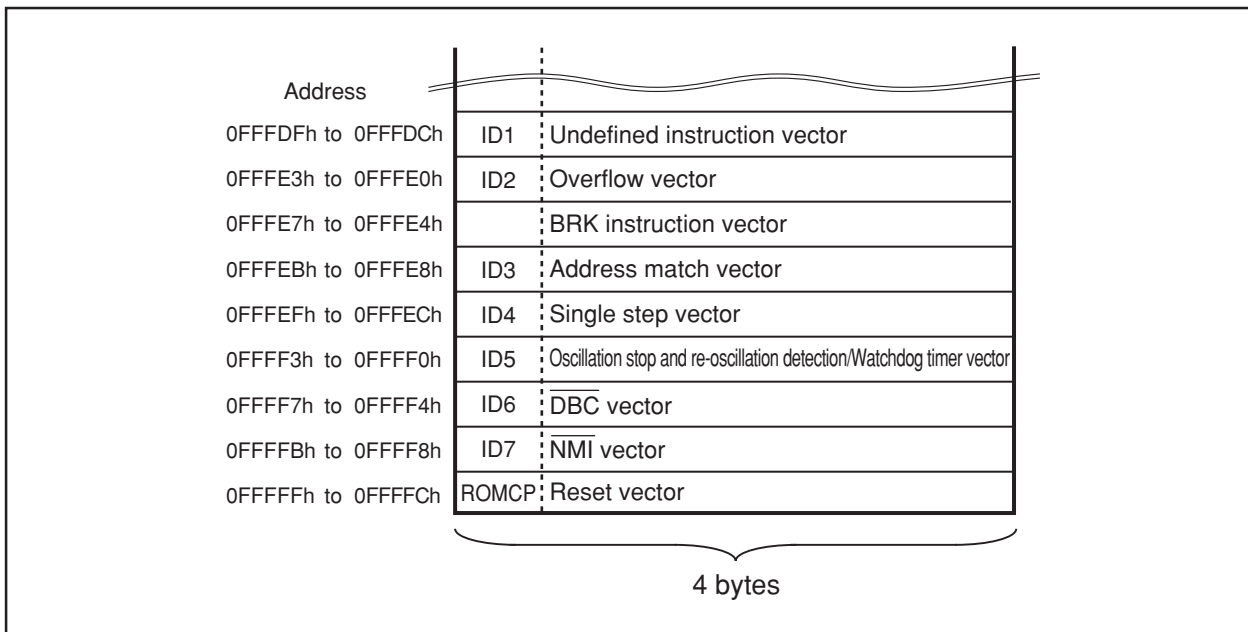 Address
0FFFDFh to 0FFFDCh ID1 Undefined instruction vector
0FFFE3h to 0FFFE0h ID2 Overflow vector
0FFFE7h to 0FFFE4h BRK instruction vector
0FFFEBh to 0FFFE8h ID3 Address match vector
0FFFEFh to 0FFFECh ID4 Single step vector
0FFFF3h to 0FFFF0h ID5 Oscillation stop and re-oscillation detection/Watchdog timer vector
0FFFF7h to 0FFFF4h ID6 D̅B̅C̅ vector
0FFFFBh to 0FFFF8h ID7 N̅M̅I̅ vector
0FFFFFh to 0FFFFCh ROMCP Reset vector
4 bytes